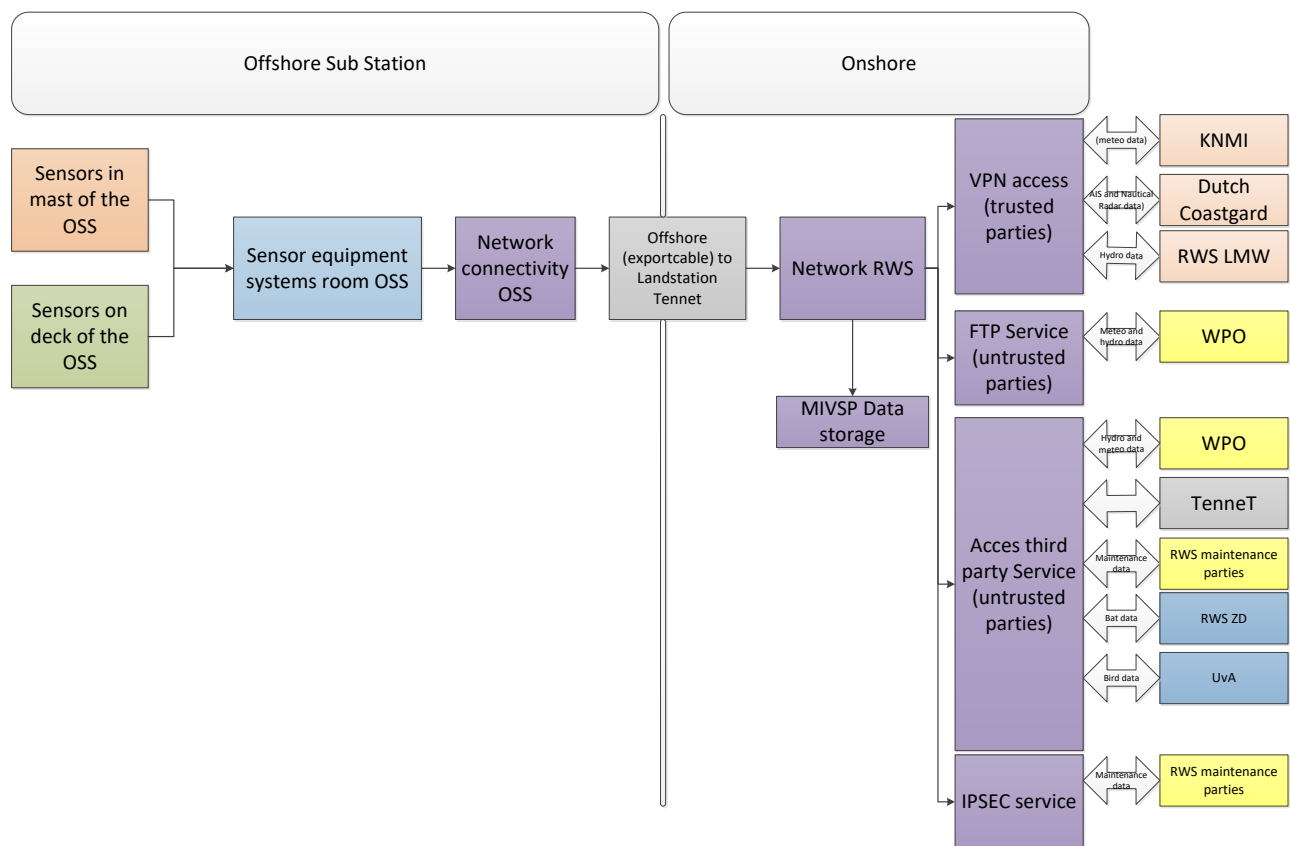 Offshore Sub Station
Onshore
Sensors in
mast of the
OSS
Sensors on
deck of the
OSS
Sensor equipment
systems room OSS
Network
connectivity
OSS
Offshore
(exportcable) to
Landstation
Tennet
Network RWS
MIVSP Data
storage
VPN access
(trusted
parties)
(meteo data)
KNMI
AIS and Nautical
Radar data)
Dutch
Coastgard
Hydro data
RWS LMW
FTP Service
(untrusted
parties)
Meteo and
hydro data
WPO
Acces third
party Service
(untrusted
parties)
Hydro and
meteo data
WPO
TenneT
Maintenance
data
RWS maintenance
parties
Bat data
RWS ZD
Bird data
UvA
IPSEC service
Maintenance
data
RWS maintenance
parties